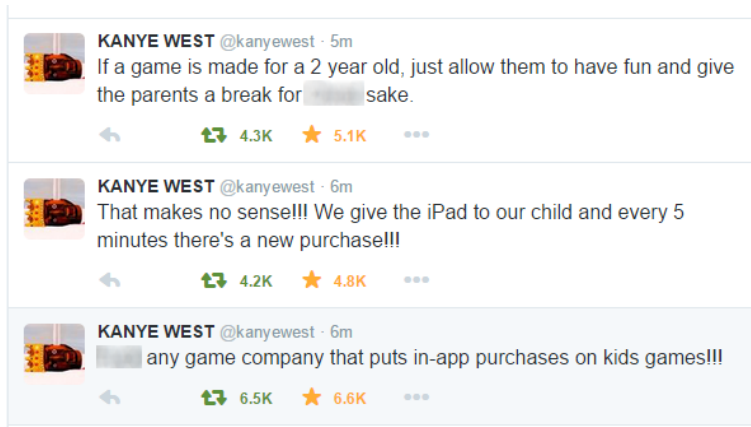 KANYE WEST @kanyewest · 5m
If a game is made for a 2 year old, just allow them to have fun and give
the parents a break for sake.
4.3K 5.1K
KANYE WEST @kanyewest · 6m
That makes no sense!!! We give the iPad to our child and every 5
minutes there's a new purchase!!!
4.2K 4.8K
KANYE WEST @kanyewest · 6m
any game company that puts in-app purchases on kids games!!!
6.5K 6.6K